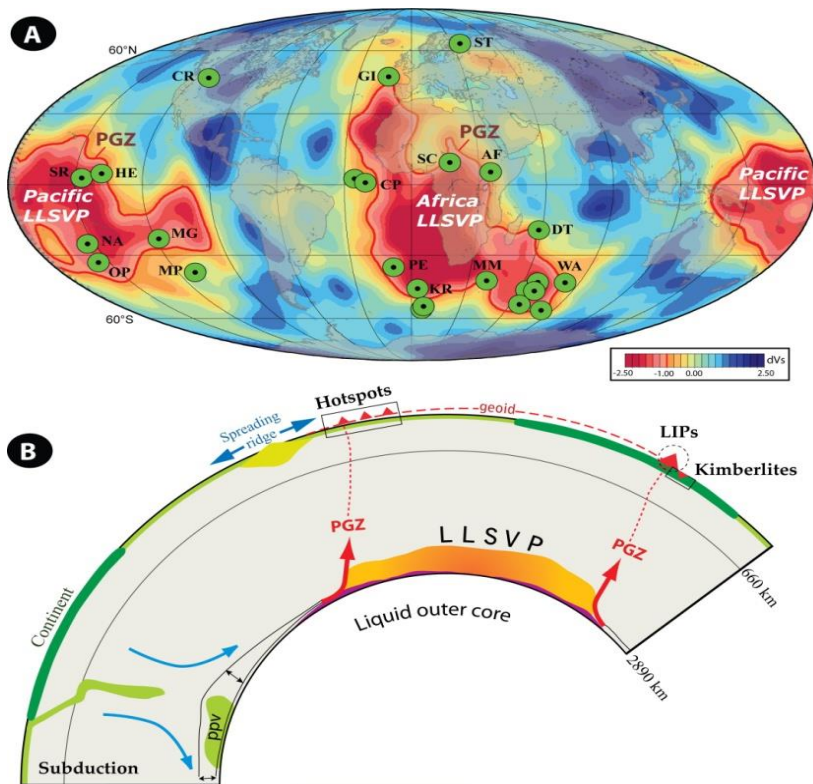 A
60°N
ST
CR
GI
PGZ
PGZ
SR
HE
SC
AF
CP
Pacific
LLSVP
Africa
LLSVP
Pacific
LLSVP
NA
MG
DT
OP
MP
PE
MM
WA
KR
60°S
dVs
-2.50
-1.00
0.00
2.50
B
Hotspots
geoid
Spreading
ridge
LIPs
Kimberlites
PGZ
LLSVP
PGZ
Continent
Liquid outer core
660 km
2890 km
ppv
Subduction